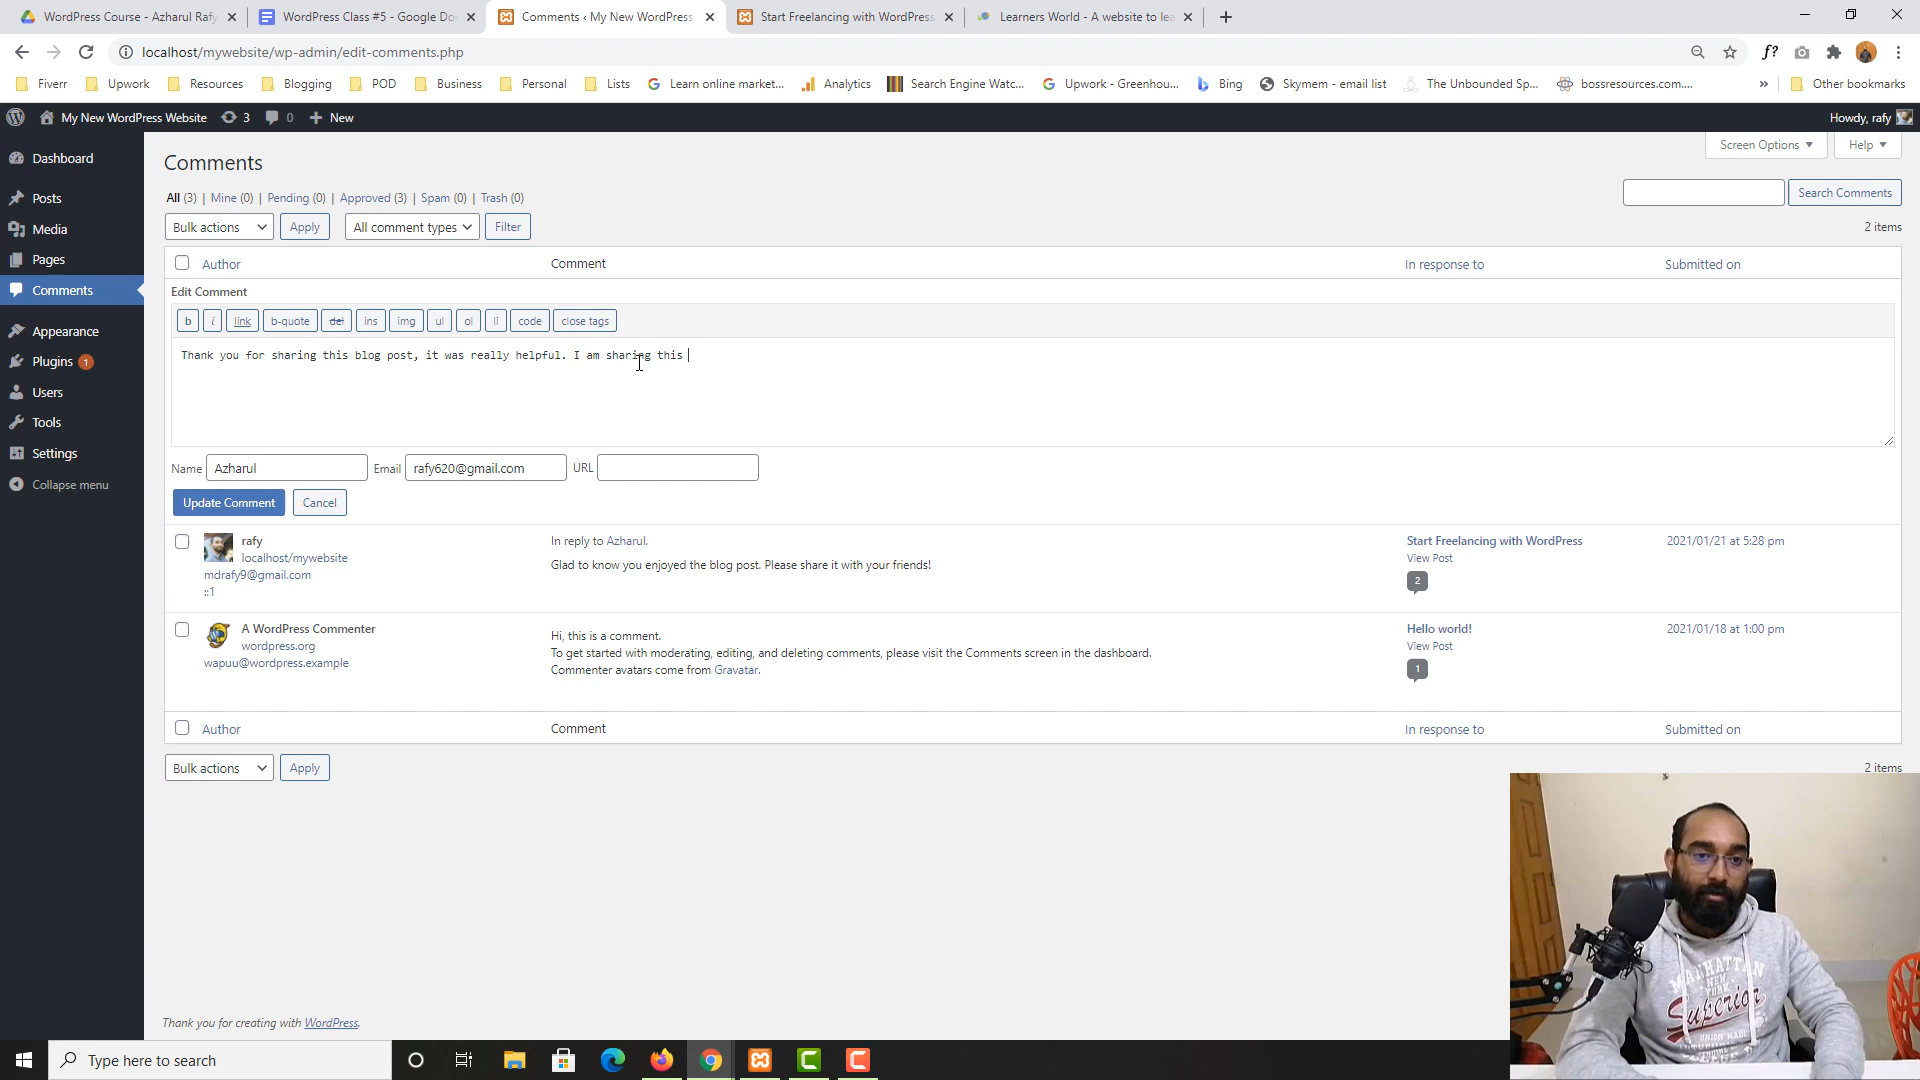 WordPress Course - Azharul Rafy
WordPress Class #5 - Google Do
Comments ‹ My New WordPress
Start Freelancing with WordPress
Learners World - A website to le
localhost/mywebsite/wp-admin/edit-comments.php
f?
Fiverr
Upwork
Resources
Blogging
POD
Business
Personal
Lists
Learn online market...
Analytics
Search Engine Watc...
Upwork - Greenhou...
Bing
Skymem - email list
The Unbounded Sp...
bossresources.com...
»
Other bookmarks
My New WordPress Website
3
0
+ New
Howdy, rafy
Dashboard
Posts
Media
Pages
Comments
Appearance
Plugins 1
Users
Tools
Settings
Collapse menu
Screen Options
Help
Comments
All (3) | Mine (0) | Pending (0) | Approved (3) | Spam (0) | Trash (0)
Search Comments
Bulk actions
Apply
All comment types
Filter
2 items
Author
Comment
In response to
Submitted on
Edit Comment
b
i
link
b-quote
del
ins
img
ul
ol
li
code
close tags
Thank you for sharing this blog post, it was really helpful. I am sharing this
Name
Azharul
Email
rafy620@gmail.com
URL
Update Comment
Cancel
rafy
localhost/mywebsite
mdrafy9@gmail.com
::1
In reply to Azharul.
Glad to know you enjoyed the blog post. Please share it with your friends!
Start Freelancing with WordPress
View Post
2
2021/01/21 at 5:28 pm
A WordPress Commenter
wordpress.org
wapuu@wordpress.example
Hi, this is a comment.
To get started with moderating, editing, and deleting comments, please visit the Comments screen in the dashboard.
Commenter avatars come from Gravatar.
Hello world!
View Post
1
2021/01/18 at 1:00 pm
Author
Comment
In response to
Submitted on
Bulk actions
Apply
2 items
Thank you for creating with WordPress.
MANHATTAN
NEW YORK
Superior
Type here to search